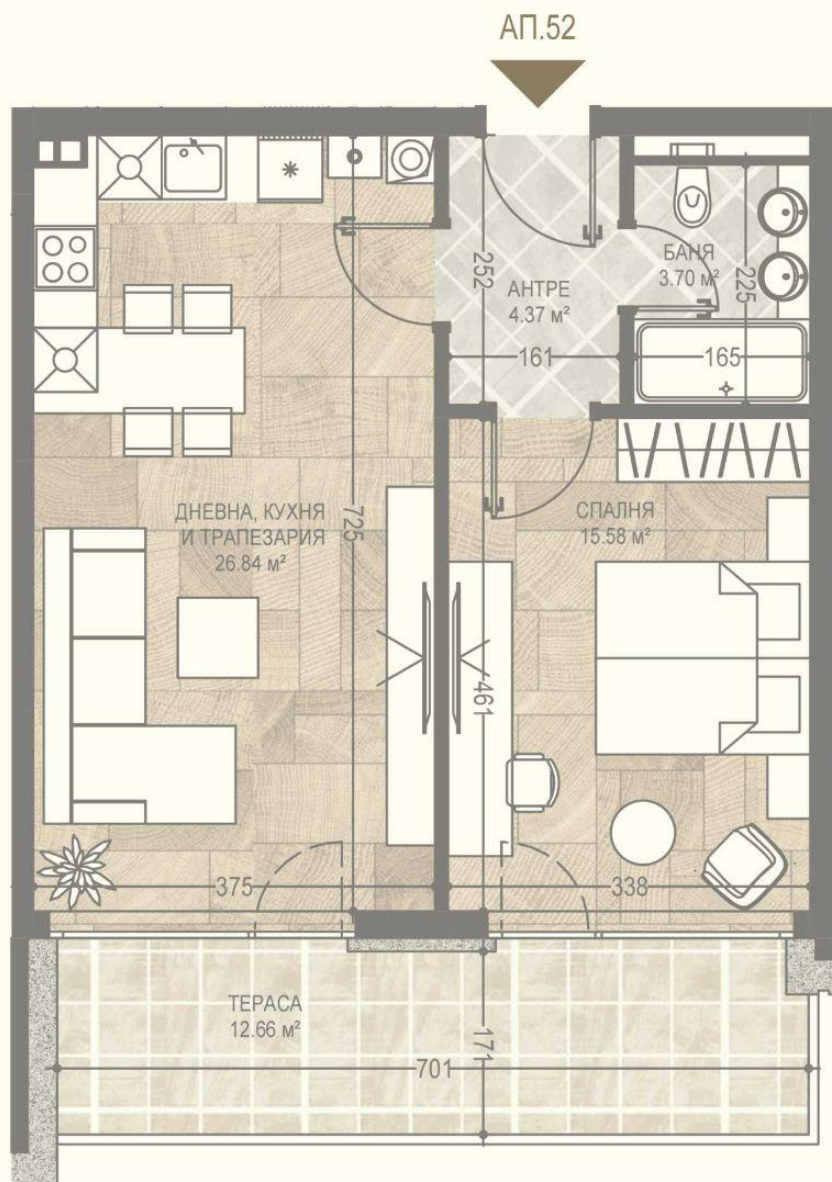 АП.52
252
АНТРЕ
4.37 м²
161
БАНЯ
3.70 м²
225
165
ДНЕВНА, КУХНЯ
И ТРАПЕЗАРИЯ
26.84 м²
725
СПАЛНЯ
15.58 м²
461
375
338
ТЕРАСА
12.66 м²
171
701